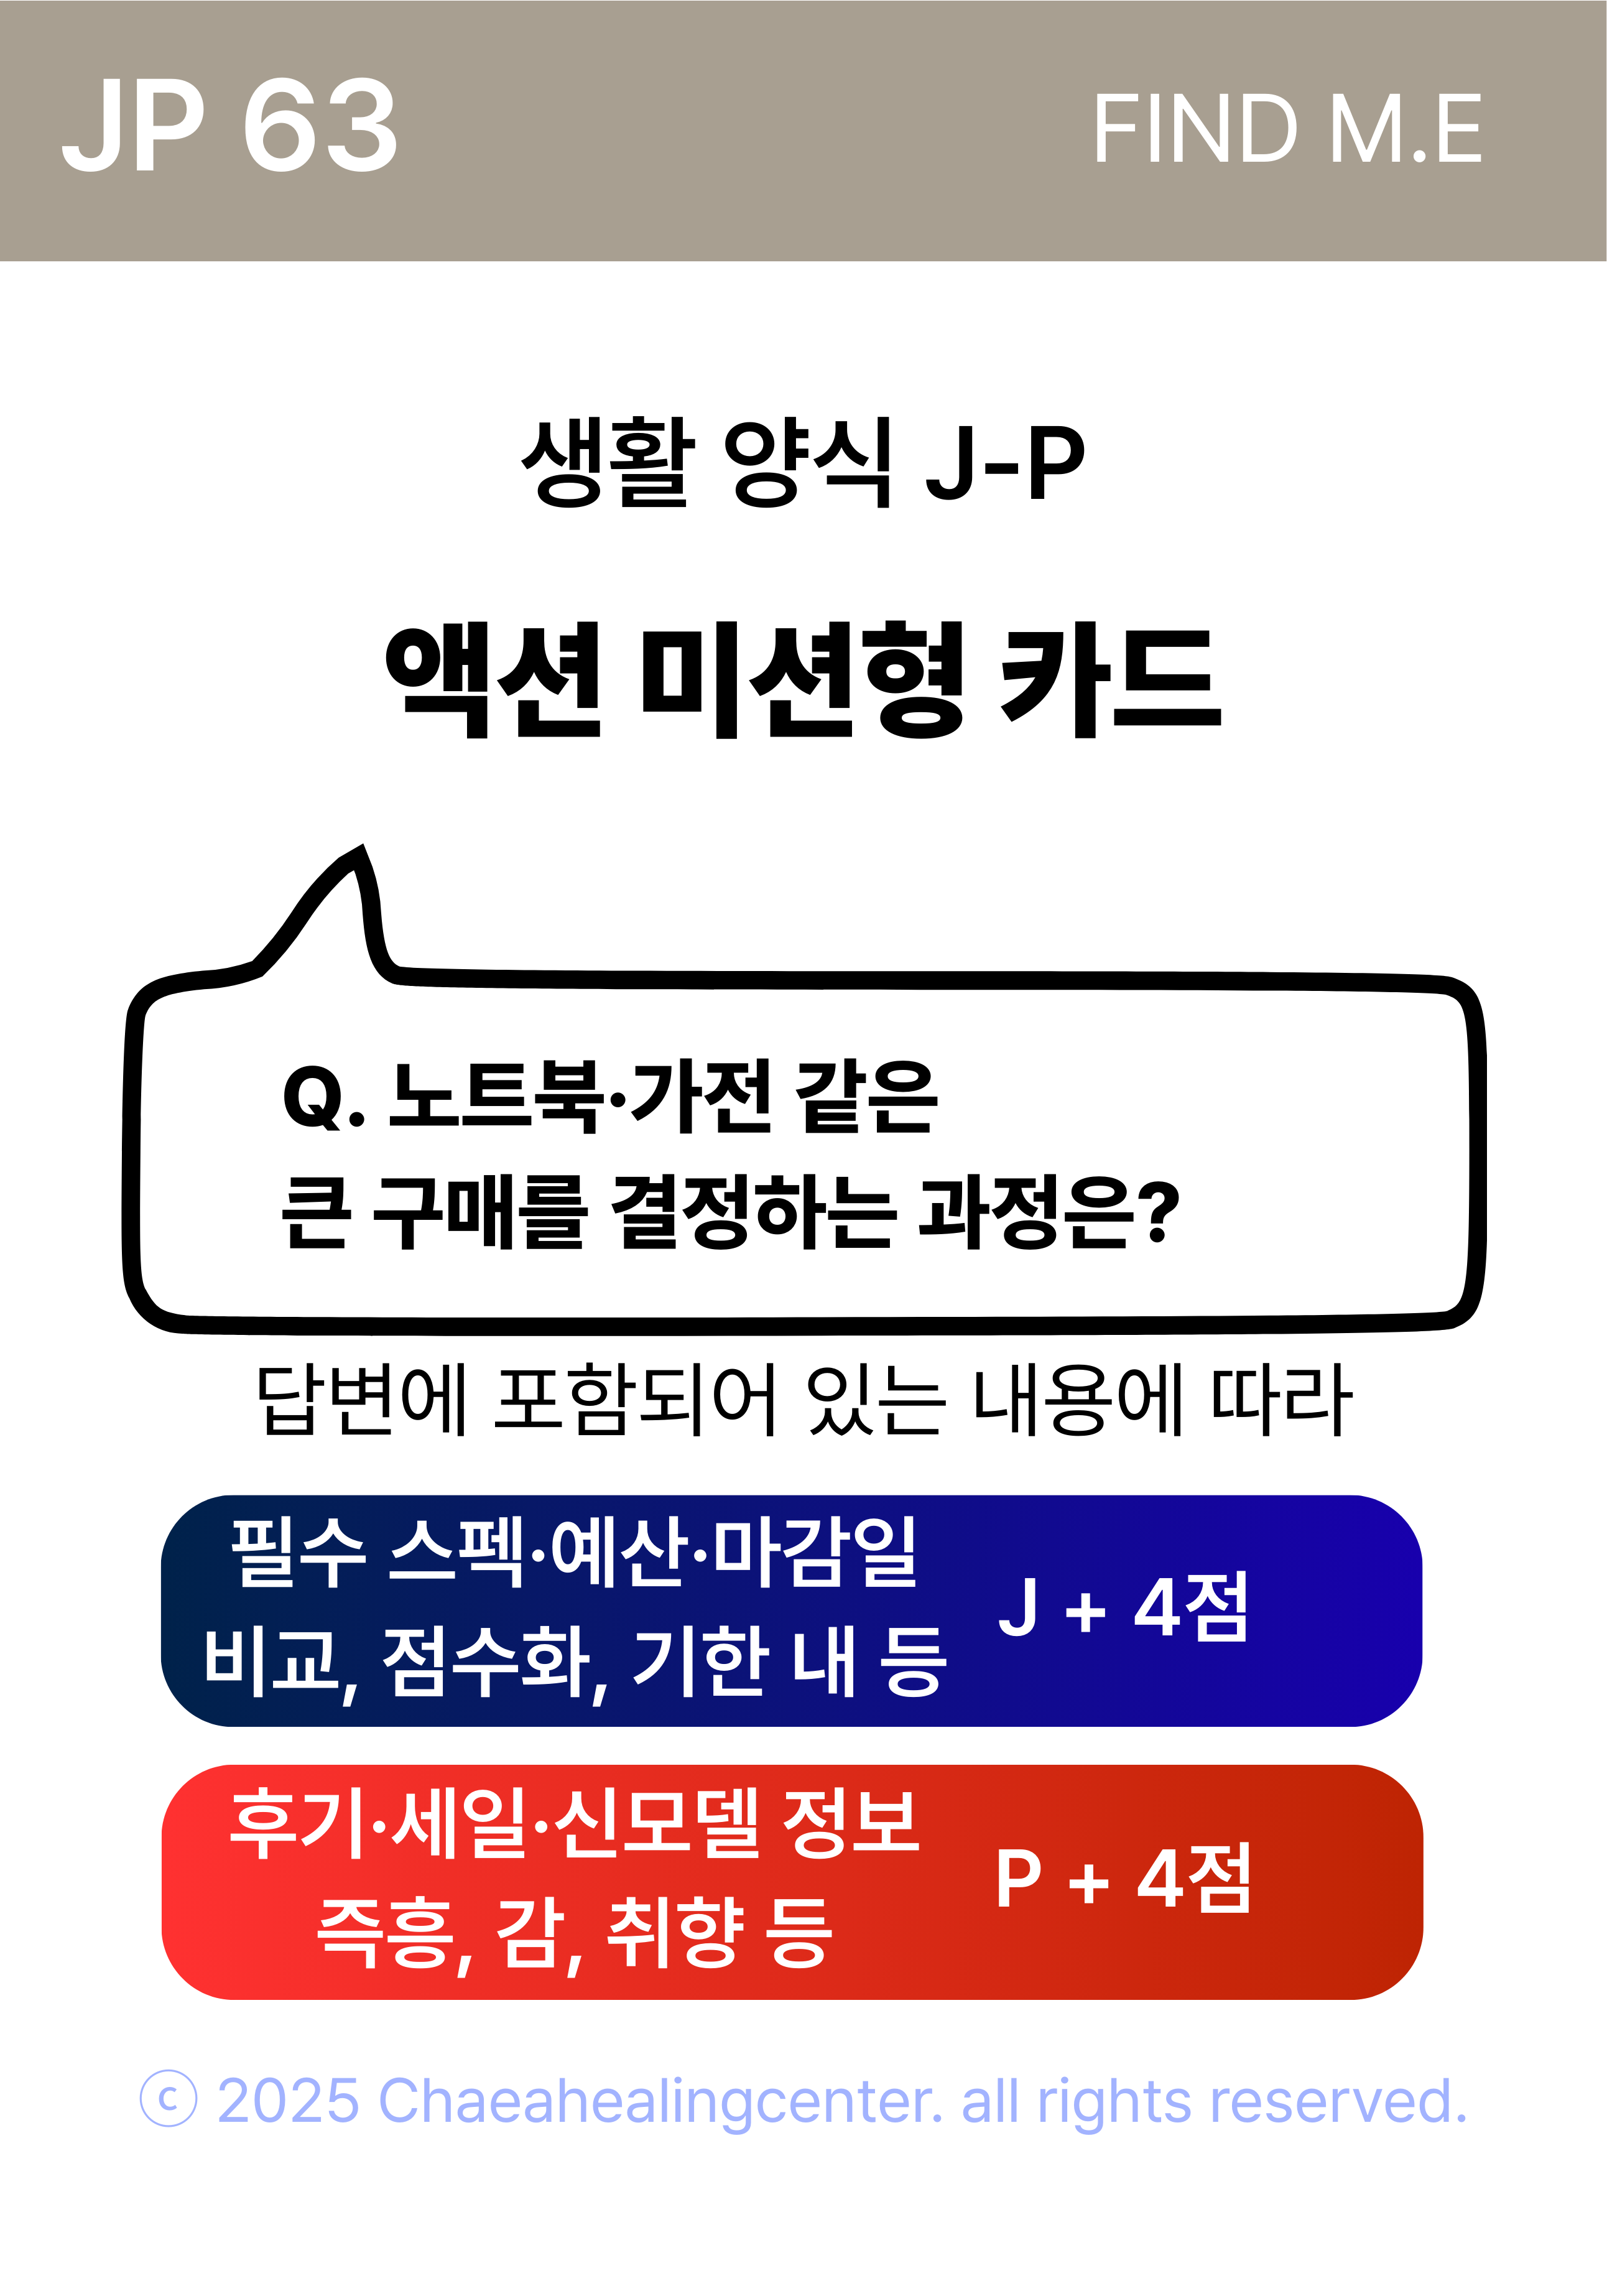 JP 63
FIND M.E
생활 양식 J-P
액션 미션형 카드
Q. 노트북·가전 같은
큰 구매를 결정하는 과정은?
답변에 포함되어 있는 내용에 따라
필수 스펙·예산·마감일
비교, 점수화, 기한 내 등
J + 4점
후기·세일·신모델 정보
즉흥, 감, 취향 등
P + 4점
ⓒ 2025 Chaeahealingcenter. all rights reserved.